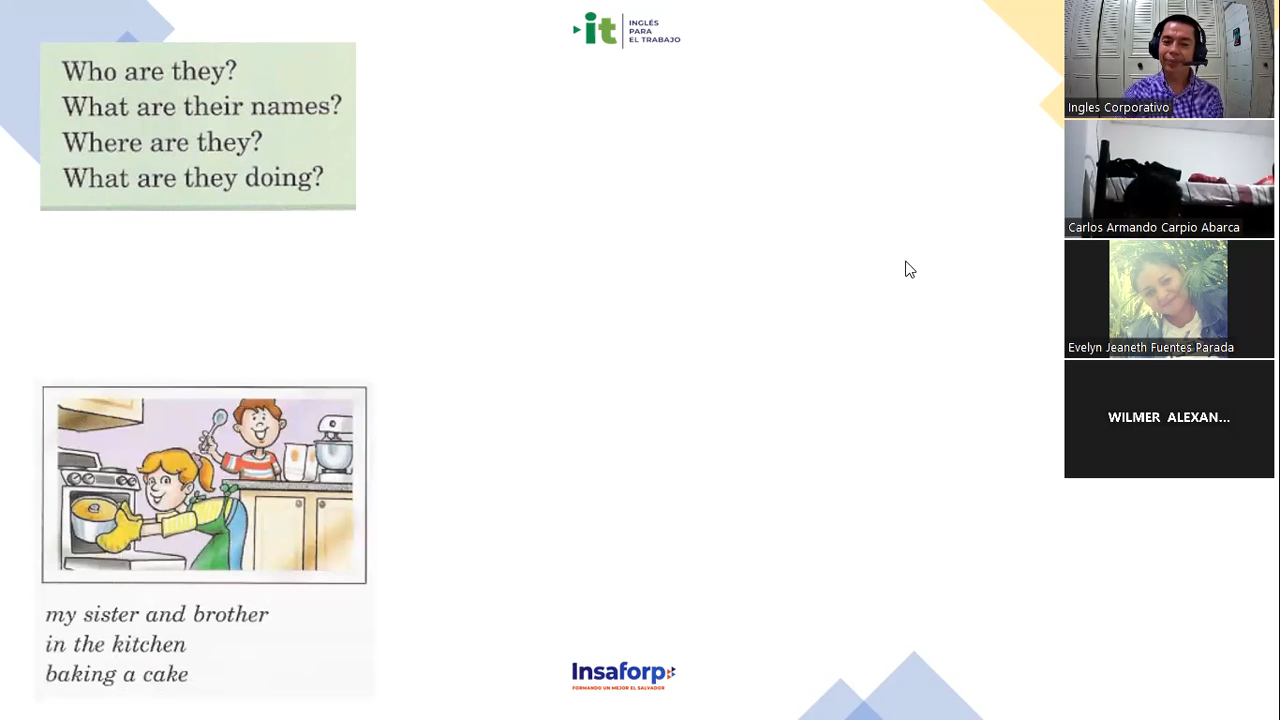 Who are they?
What are their names?
Where are they?
What are they doing?
it
INGLÉS
PARA
EL TRABAJO
my sister and brother
in the kitchen
baking a cake
Insaforp
FORMANDO UN MEJOR EL SALVADOR
Ingles Corporativo
Carlos Armando Carpio Abarca
Evelyn Jeaneth Fuentes Parada
WILMER ALEXAN...